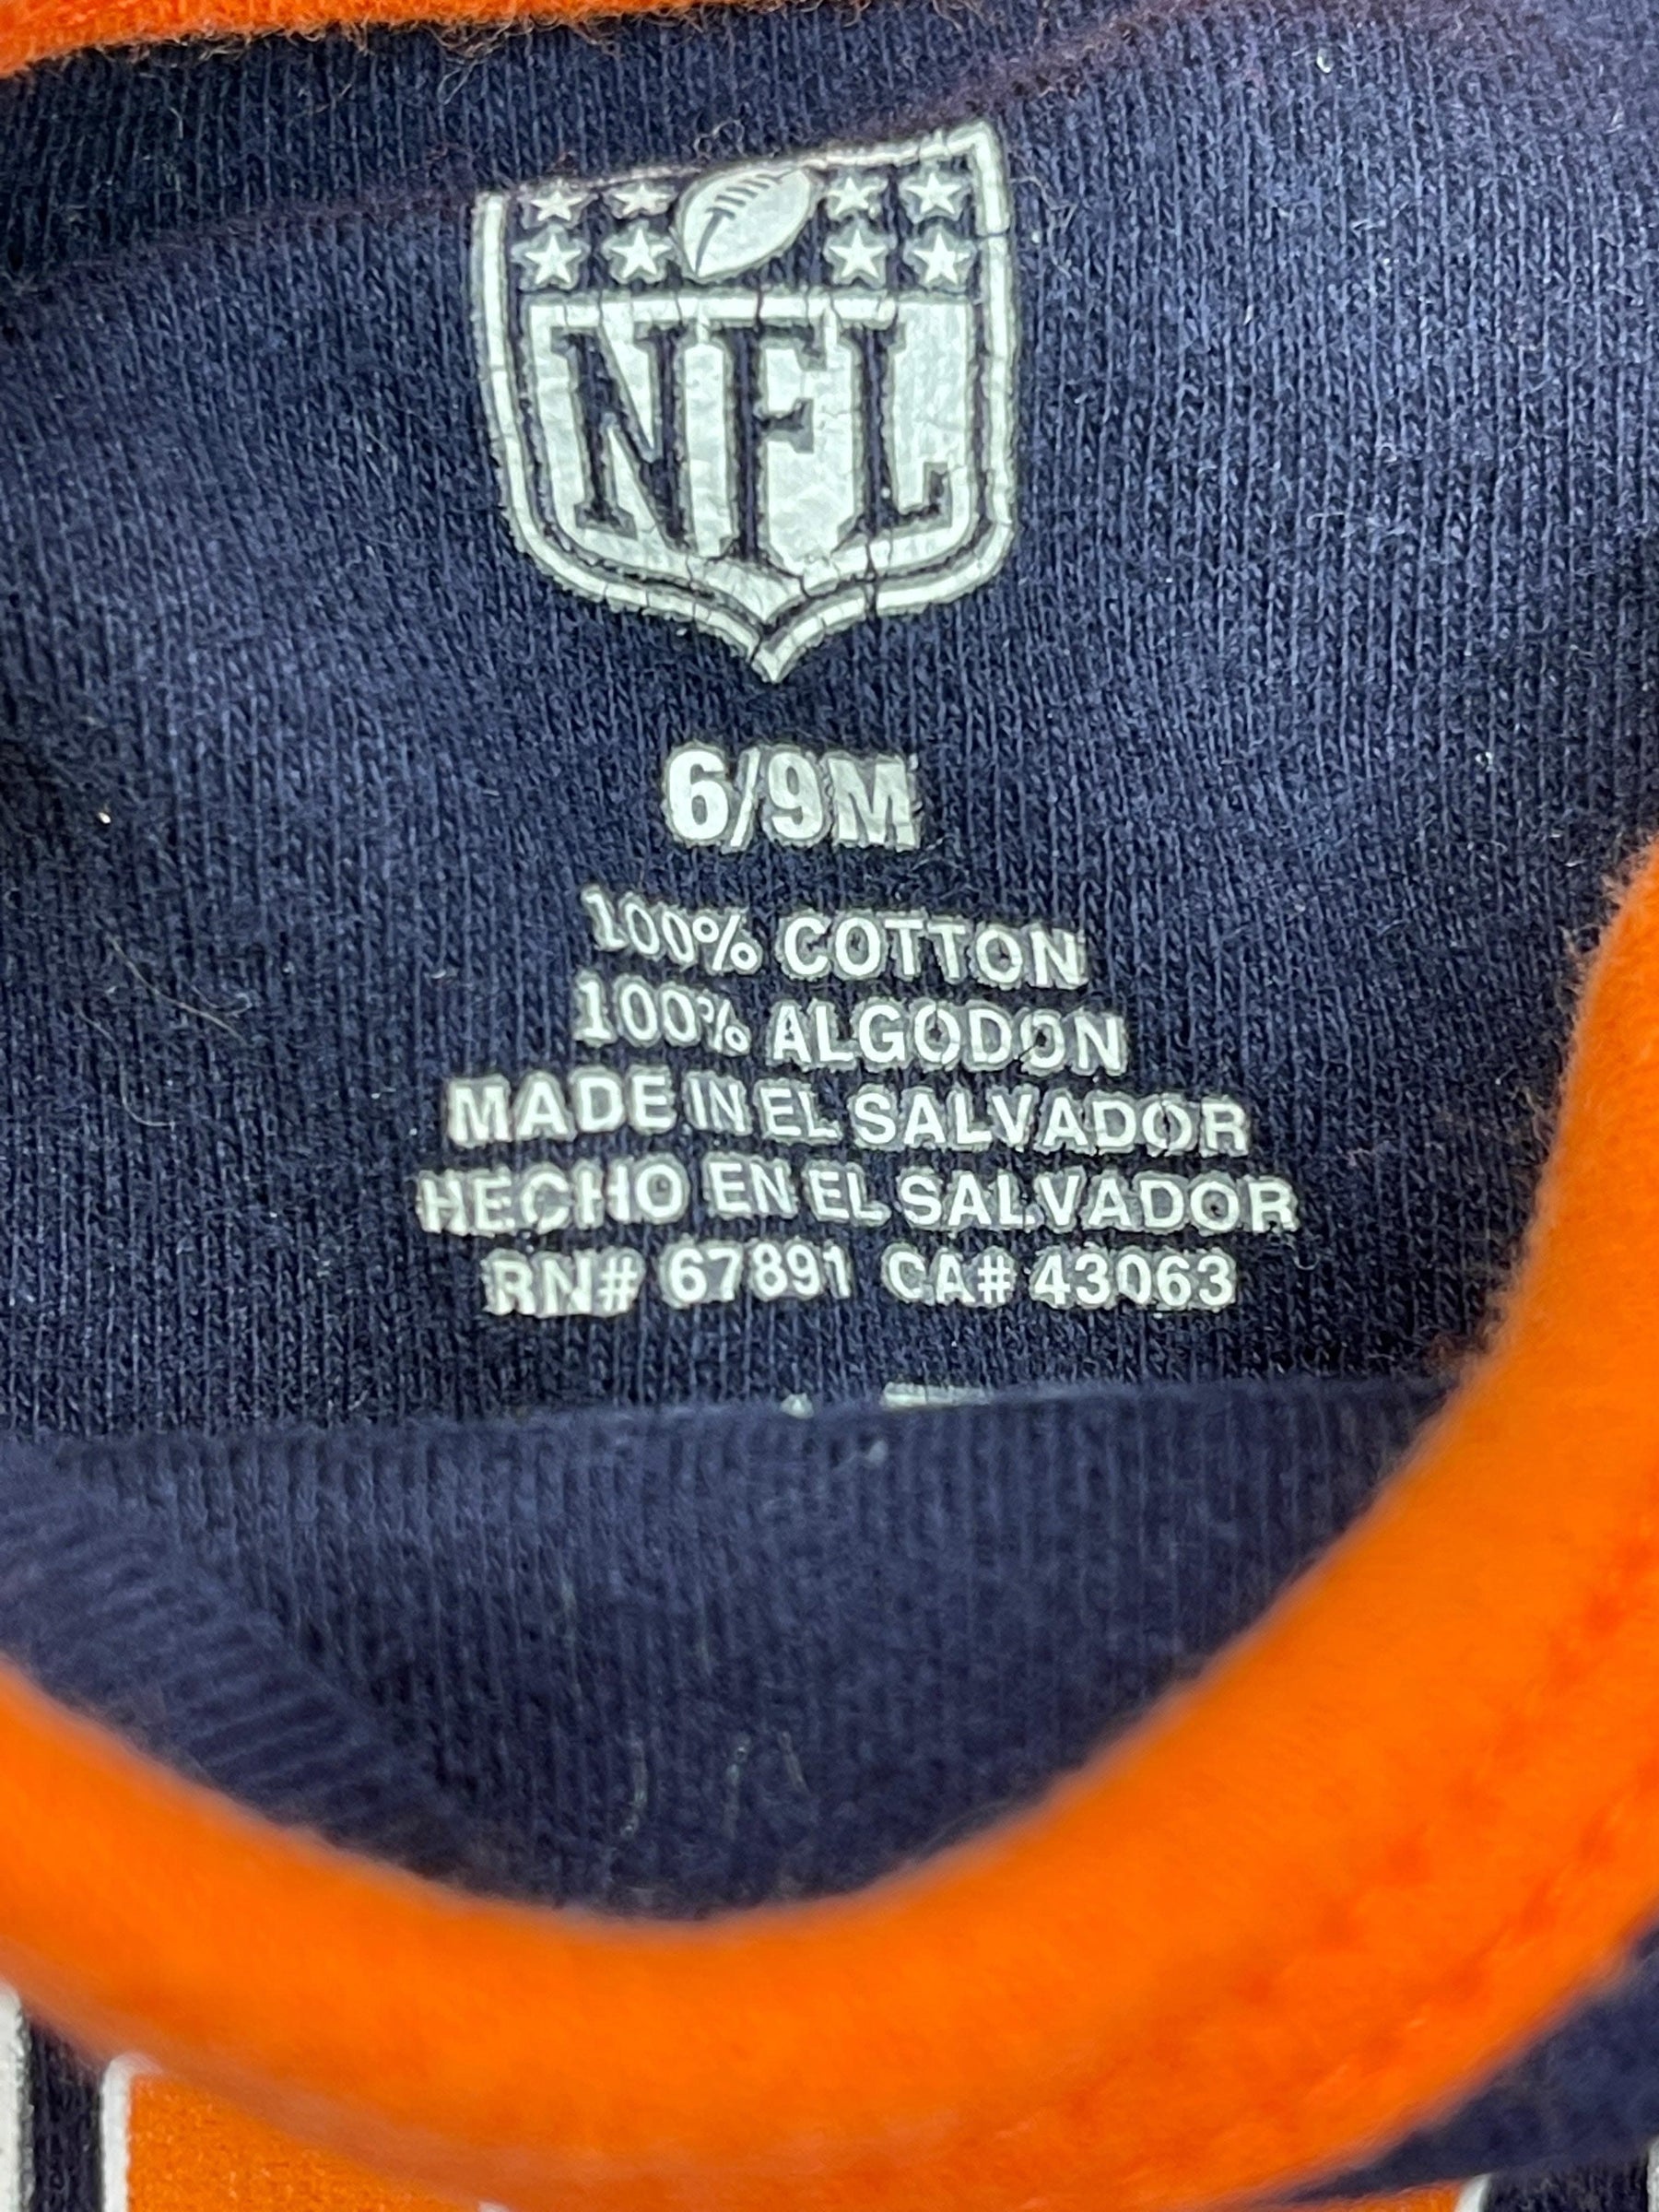 NFL
6/9M
100% COTTON
100% ALGODON
MADE IN EL SALVADOR
HECHO EN EL SALVADOR
RN# 67891 CA# 43063